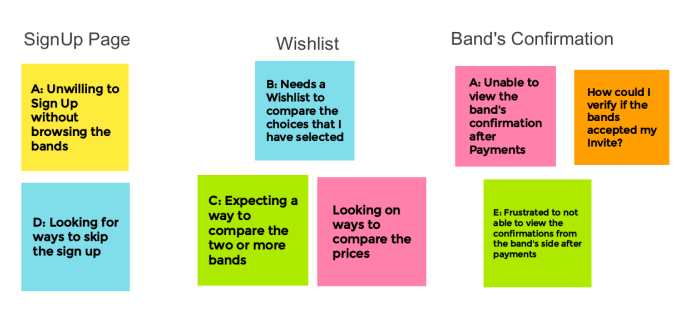 SignUp Page
Wishlist
Band's Confirmation
A: Unwilling to
Sign Up
without
browsing the
bands
D: Looking for
ways to skip
the sign up
B: Needs a
Wishlist to
compare the
choices that I
have selected
C: Expecting a
way to
compare the
two or more
bands
Looking on
ways to
compare the
prices
A: Unable to
view the
band's
confirmation
after
Payments
How could I
verify if the
bands
accepted my
Invite?
E: Frustrated to not
able to view the
confirmations from
the band's side after
payments